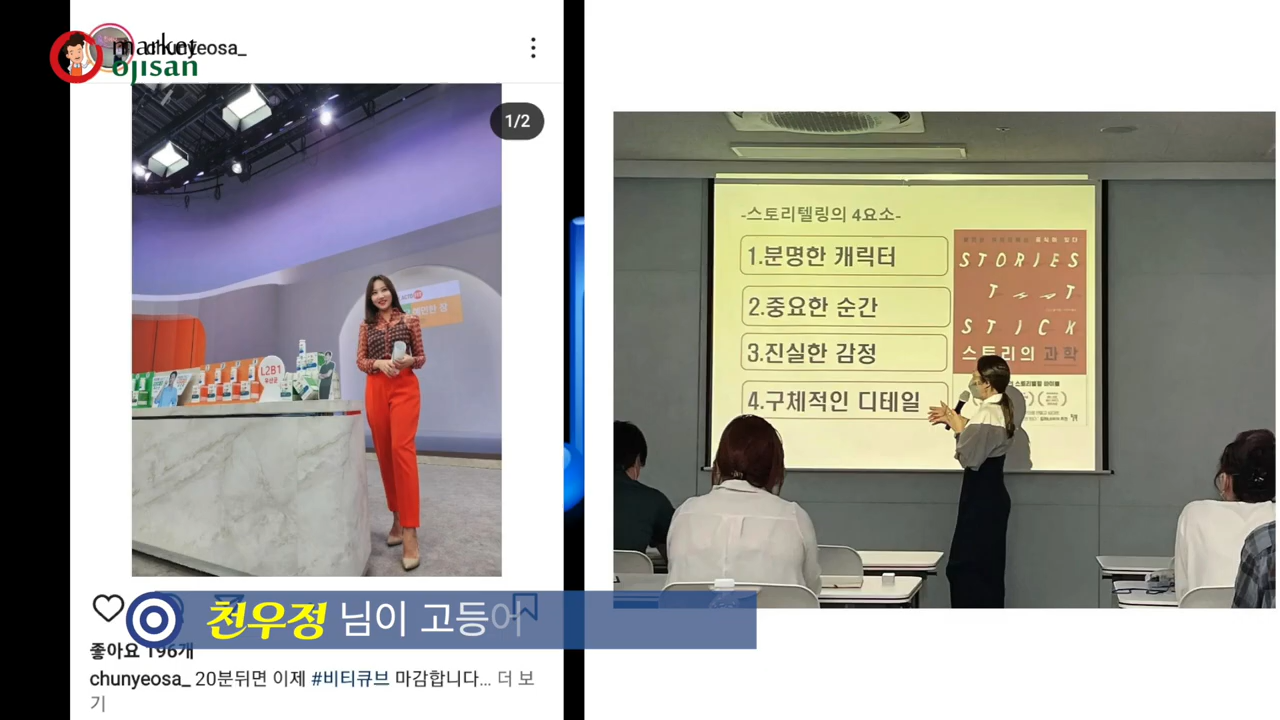 market
ojisan
chunyeosa_
1/2
L2B1
유산균
-스토리텔링의 4요소-
1.분명한 캐릭터
2.중요한 순간
3.진실한 감정
4.구체적인 디테일
STORIES
THAT
STICK
스토리의 과학
천우정 님이 고등어
좋아요 196개
chunyeosa_ 20분뒤면 이제 #비티큐브 마감합니다... 더 보
기